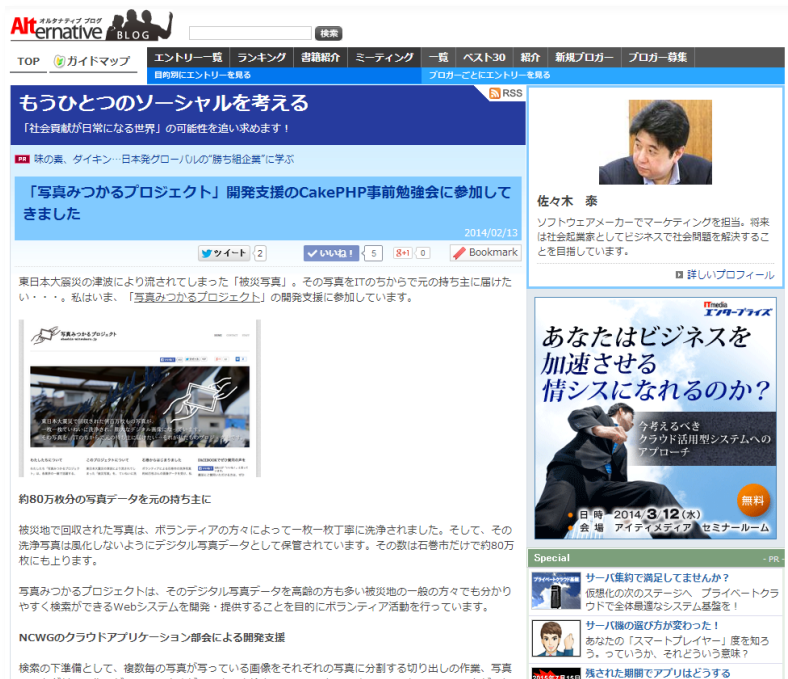 Alternative BLOG
オルタナティブ ブログ
検索
TOP ガイドマップ
エントリー一覧 ランキング 書籍紹介 ミーティング 一覧 ベスト30 紹介 新規ブロガー ブロガー募集
目的別にエントリーを見る ブロガーごとにエントリーを見る
もうひとつのソーシャルを考える
RSS
「社会貢献が日常になる世界」の可能性を追い求めます！
PR 味の素、ダイキン…日本発グローバルの“勝ち組企業”に学ぶ
「写真みつかるプロジェクト」開発支援のCakePHP事前勉強会に参加して
きました
2014/02/13
ツイート 2 いいね！ 5 g+1 0 Bookmark
東日本大震災の津波により流されてしまった「被災写真」。その写真をITのちからで元の持ち主に届けた
い・・・。私はいま、「写真みつかるプロジェクト」の開発支援に参加しています。
写真みつかるプロジェクト
東日本大震災で回収された何百万枚もの写真が、
約80万枚分の写真データを元の持ち主に
被災地で回収された写真は、ボランティアの方々によって一枚一枚丁寧に洗浄されました。そして、その
洗浄写真は風化しないようにデジタル写真データとして保管されています。その数は石巻市だけで約80万
枚にも上ります。
写真みつかるプロジェクトは、そのデジタル写真データを高齢の方も多い被災地の一般の方々でも分かり
やすく検索ができるWebシステムを開発・提供することを目的にボランティア活動を行っています。
NCWGのクラウドアプリケーション部会による開発支援
検索の下準備として、複数毎の写真が写っている画像をそれぞれの写真に分割する切り出しの作業、写真
佐々木 泰
ソフトウェアメーカーでマーケティングを担当。将来
は社会起業家としてビジネスで社会問題を解決するこ
とを目指しています。
詳しいプロフィール
ITmedia
エンタープライズ
あなたはビジネスを
加速させる
情シスになれるのか？
今考えるべき
クラウド活用型システムへの
アプローチ
無料
日 時 2014 3/12(水)
会 場 アイティメディア セミナールーム
Special - PR -
プライベートクラウド基盤
サーバ集約で満足してませんか？
仮想化の次のステージへ プライベートクラ
ウドで全体最適なシステム基盤を！
サーバ機の選び方が変わった！
あなたの「スマートプレイヤー」度を知ろ
う。っていうか、それどういう意味？
2015年7月15日
残された期間でアプリはどうする